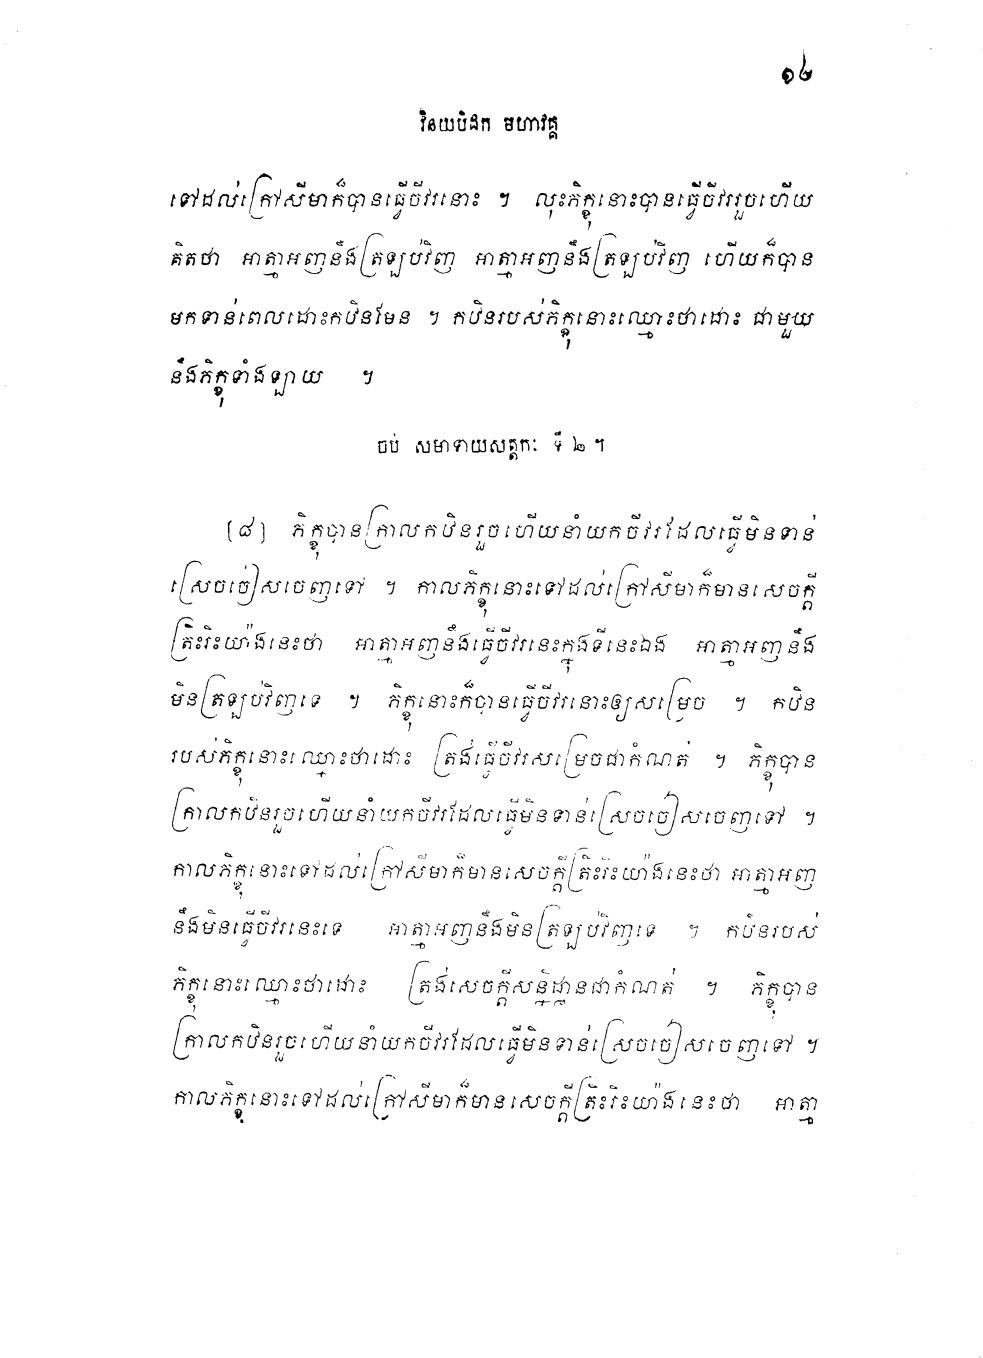 ១៤
វិនយបិដក មហាវគ្គ
ទៅដល់ក្រៅសីមាក៏បានធ្វើចីវរនោះ ។ លុះភិក្ខុនោះបានធ្វើចីវររួចហើយ
គិតថា អាត្មាអញនឹងត្រឡប់វិញ អាត្មាអញនឹងត្រឡប់វិញ ហើយក៏បាន
មកទាន់ពេលដោះកឋិនមែន ។ កឋិនរបស់ភិក្ខុនោះឈ្មោះថាដោះ ជាមួយ
នឹងភិក្ខុទាំងឡាយ ។
ចប់ សមាទាយសត្តកៈ ទី ២ ។
(៨) ភិក្ខុបានក្រាលកឋិនរួចហើយនាំយកចីវរដែលធ្វើមិនទាន់
ស្រេចចៀសចេញទៅ ។ កាលភិក្ខុនោះទៅដល់ក្រៅសីមាក៏មានសេចក្តី
ត្រិះរិះយ៉ាងនេះថា អាត្មាអញនឹងធ្វើចីវរនេះក្នុងទីនេះឯង អាត្មាអញនឹង
មិនត្រឡប់វិញទេ ។ ភិក្ខុនោះក៏បានធ្វើចីវរនោះឲ្យសម្រេច ។ កឋិន
របស់ភិក្ខុនោះឈ្មោះថាដោះ ត្រង់ធ្វើចីវរសម្រេចជាកំណត់ ។ ភិក្ខុបាន
ក្រាលកឋិនរួចហើយនាំយកចីវរដែលធ្វើមិនទាន់ស្រេចចៀសចេញទៅ ។
កាលភិក្ខុនោះទៅដល់ក្រៅសីមាក៏មានសេចក្តីត្រិះរិះយ៉ាងនេះថា អាត្មាអញ
នឹងមិនធ្វើចីវរនេះទេ អាត្មាអញនឹងមិនត្រឡប់វិញទេ ។ កឋិនរបស់
ភិក្ខុនោះឈ្មោះថាដោះ ត្រង់សេចក្តីសន្និដ្ឋានជាកំណត់ ។ ភិក្ខុបាន
ក្រាលកឋិនរួចហើយនាំយកចីវរដែលធ្វើមិនទាន់ស្រេចចៀសចេញទៅ ។
កាលភិក្ខុនោះទៅដល់ក្រៅសីមាក៏មានសេចក្តីត្រិះរិះយ៉ាងនេះថា អាត្មា